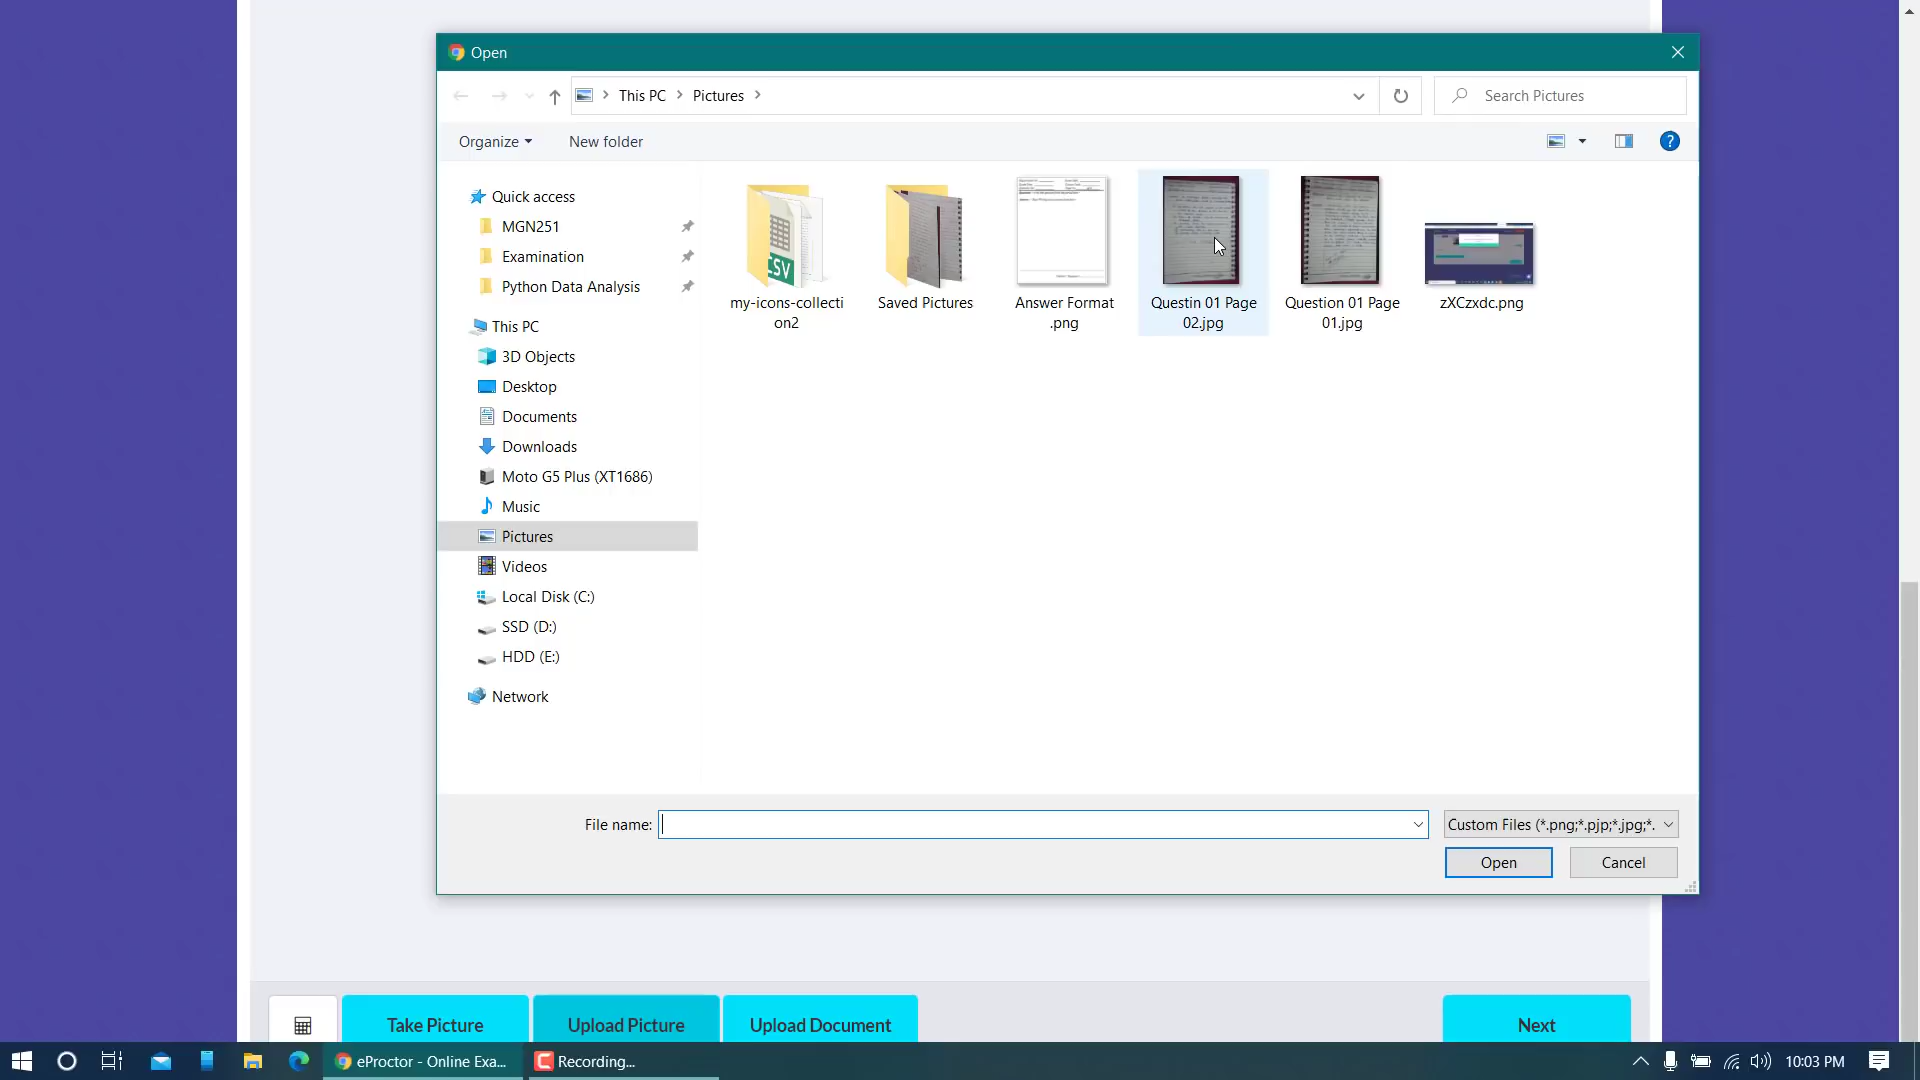 Open
This PC
Pictures
Search Pictures
Organize
New folder
Quick access
MGN251
Examination
Python Data Analysis
This PC
3D Objects
Desktop
Documents
Downloads
Moto G5 Plus (XT1686)
Music
Pictures
Videos
Local Disk (C:)
SSD (D:)
HDD (E:)
Network
CSV
my-icons-collecti
on2
Saved Pictures
Answer Format
.png
Questin 01 Page
02.jpg
Question 01 Page
01.jpg
zXCzxdc.png
File name:
Custom Files (*.png;*.pjp;*.jpg;*.
Open
Cancel
Take Picture
Upload Picture
Upload Document
Next
eProctor - Online Exa...
Recording...
10:03 PM